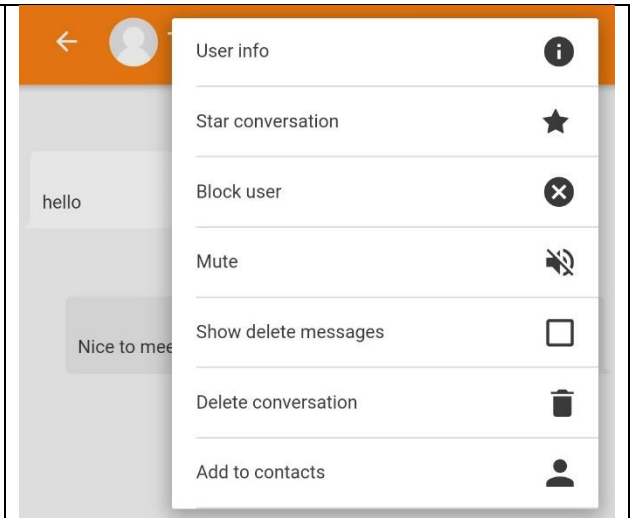 User info
Star conversation
hello
Block user
Mute
Nice to mee
Show delete messages
Delete conversation
Add to contacts